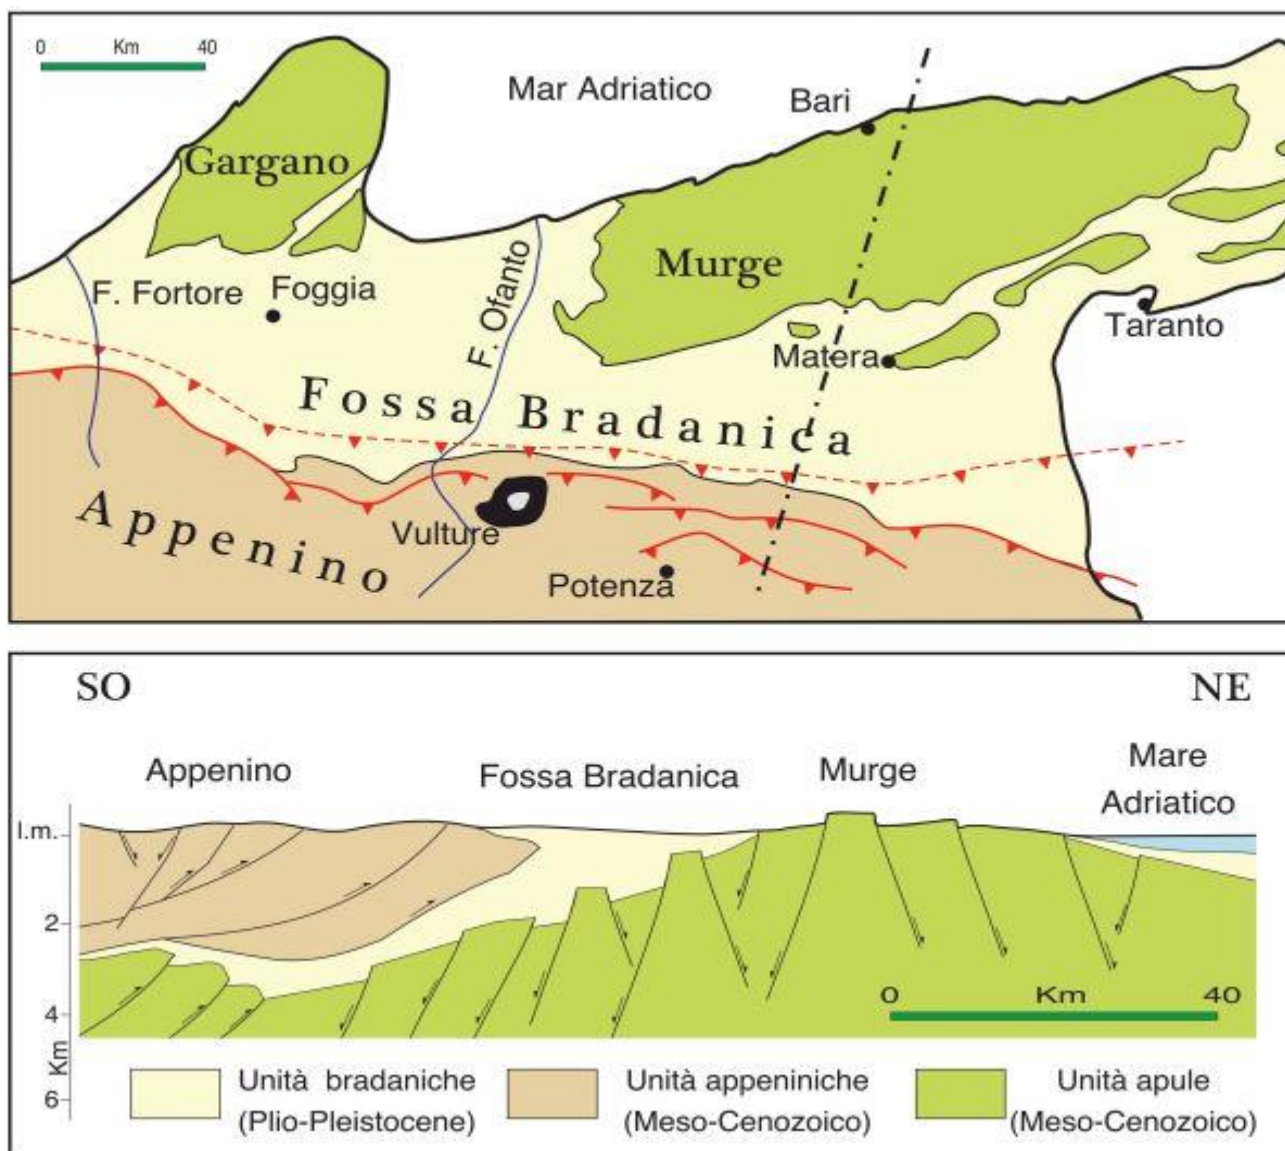 0 Km 40
Mar Adriatico
Bari
Gargano
Murge
F. Fortore
Foggia
F. Ofanto
Taranto
Matera
Fossa Bradanica
Appenino
Vulture
Potenza
SO
NE
Appenino
Fossa Bradanica
Murge
Mare
Adriatico
l.m.
2
4
Km
6
0 Km 40
Unità bradaniche
(Plio-Pleistocene)
Unità appeniniche
(Meso-Cenozoico)
Unità apule
(Meso-Cenozoico)